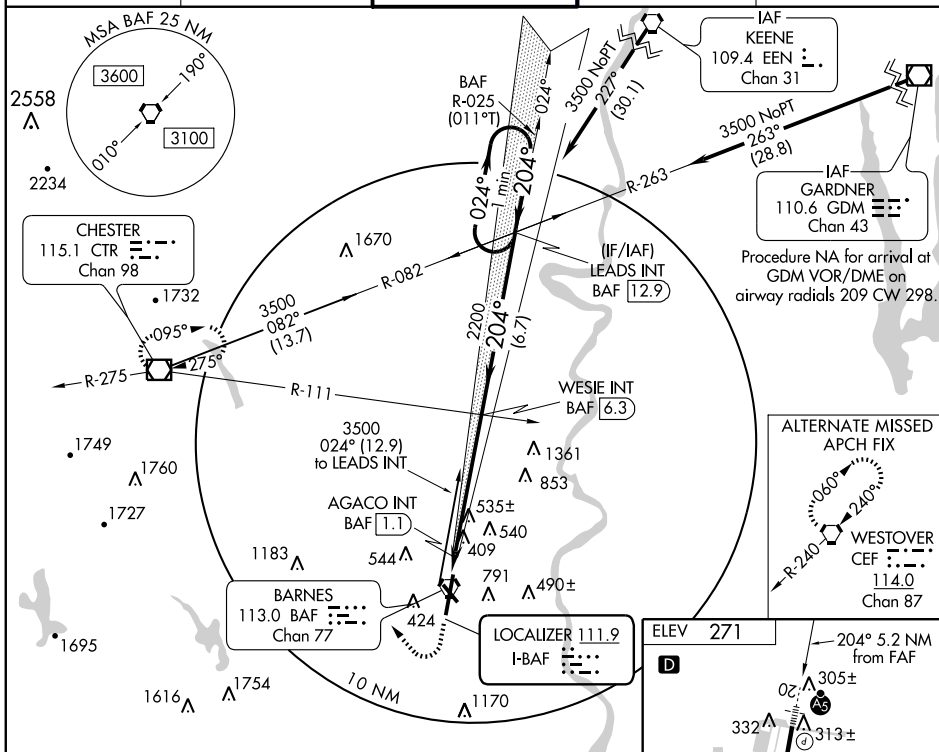 MSA BAF 25 NM
3600
190°
3100
010°
2558
2234
CHESTER
115.1 CTR
Chan 98
1732
1670
BAF
R-025
(011°T)
024°
024°
1 min
204°
3500 NoPT
227°
(30.1)
IAF
KEENE
109.4 EEN
Chan 31
3500 NoPT
263°
(28.8)
R-263
IAF
GARDNER
110.6 GDM
Chan 43
Procedure NA for arrival at
GDM VOR/DME on
airway radials 209 CW 298.
(IF/IAF)
LEADS INT
BAF 12.9
R-082
3500
082°
(13.7)
095°
275°
R-275
R-111
2200
204°
(6.7)
WESIE INT
BAF 6.3
3500
024° (12.9)
to LEADS INT
AGACO INT
BAF 1.1
1749
1760
1727
1361
853
535±
540
409
1183
544
791
490±
BARNES
113.0 BAF
Chan 77
424
LOCALIZER 111.9
I-BAF
1695
1616
1754
10 NM
1170
ALTERNATE MISSED
APCH FIX
060°
240°
R-240
WESTOVER
CEF
114.0
Chan 87
ELEV 271
D
204° 5.2 NM
from FAF
20
305±
A5
332
313±